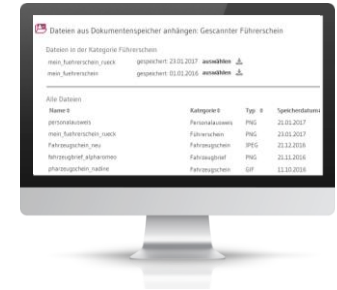 Dateien aus Dokumentenspeicher anhängen: Gescannter Führerschein
Dateien in der Kategorie Führerschein
mein_fuehrerschein_rueck gespeichert: 23.01.2017 auswählen
mein_fuehrerschein gespeichert: 01.01.2016 auswählen
Alle Dateien
Name Kategorie Typ Speicherdatum
personalausweis Personalausweis PNG 21.01.2017
mein_fuehrerschein_rueck Führerschein PNG 23.01.2017
Fahrzeugschein_neu Fahrzeugschein JPEG 21.12.2016
fahrzeugbrief_alpharomeo Fahrzeugbrief PNG 21.11.2016
pharzeugschein_nadine Fahrzeugschein GIF 11.10.2016